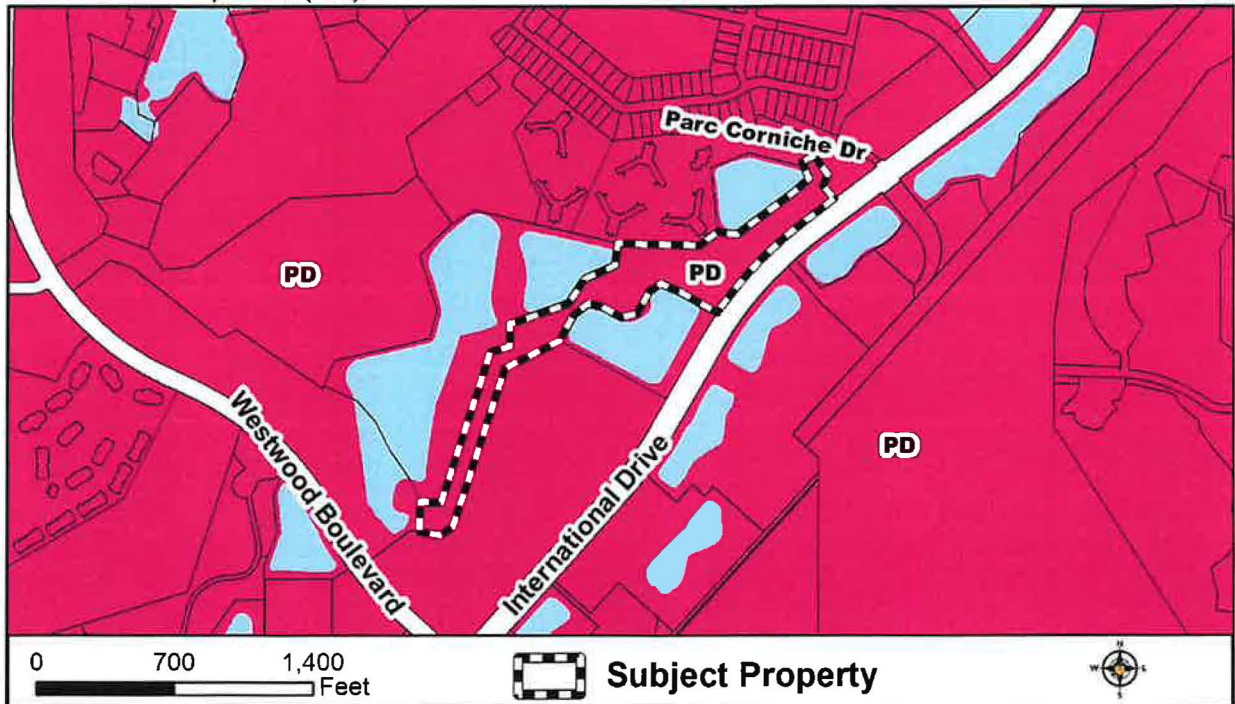 Parc Corniche Dr
PD
PD
PD
Westwood Boulevard
International Drive
0 700 1,400
Feet
Subject Property
N
W E
S